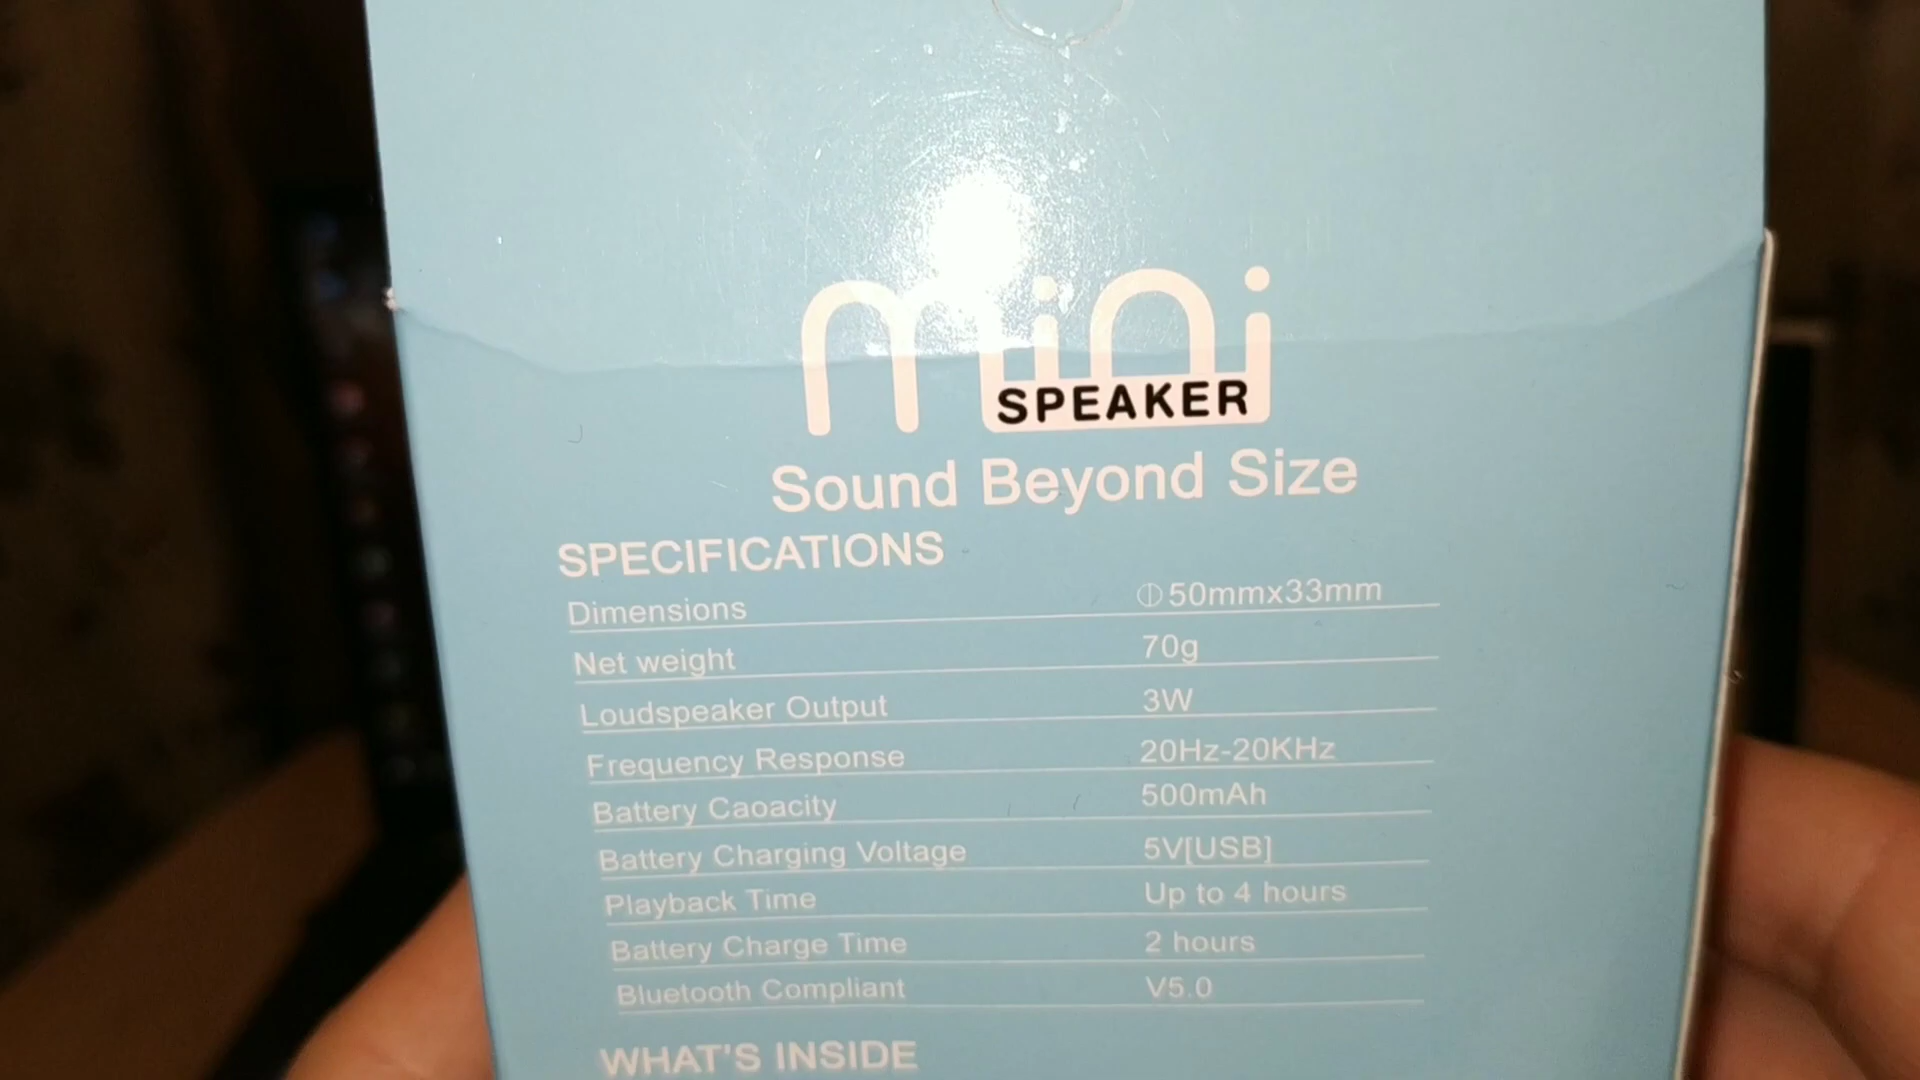 mini
SPEAKER
Sound Beyond Size
SPECIFICATIONS
Dimensions ⌀50mmx33mm
Net weight 70g
Loudspeaker Output 3W
Frequency Response 20Hz-20KHz
Battery Caoacity 500mAh
Battery Charging Voltage 5V[USB]
Playback Time Up to 4 hours
Battery Charge Time 2 hours
Bluetooth Compliant V5.0
WHAT'S INSIDE